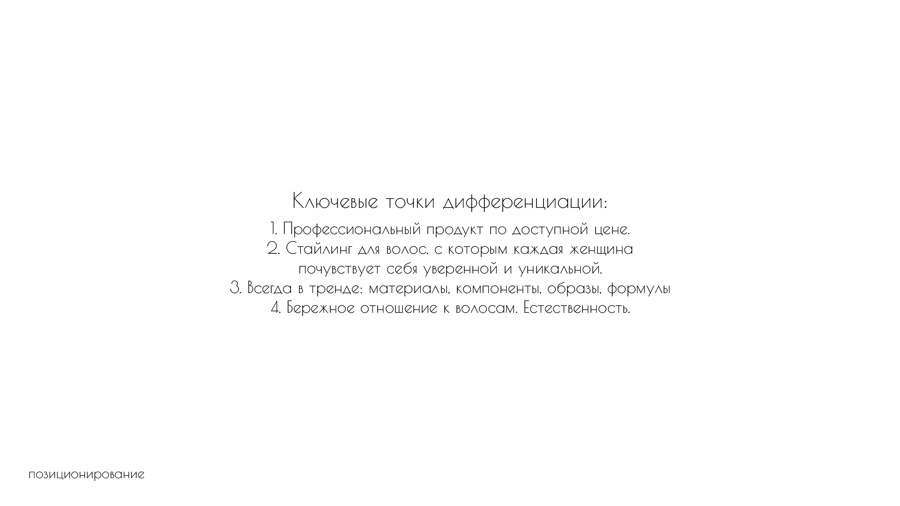 Ключевые точки дифференциации:
1. Профессиональный продукт по доступной цене.
2. Стайлинг для волос, с которым каждая женщина
почувствует себя уверенной и уникальной.
3. Всегда в тренде: материалы, компоненты, образы, формулы
4. Бережное отношение к волосам. Естественность.
позиционирование